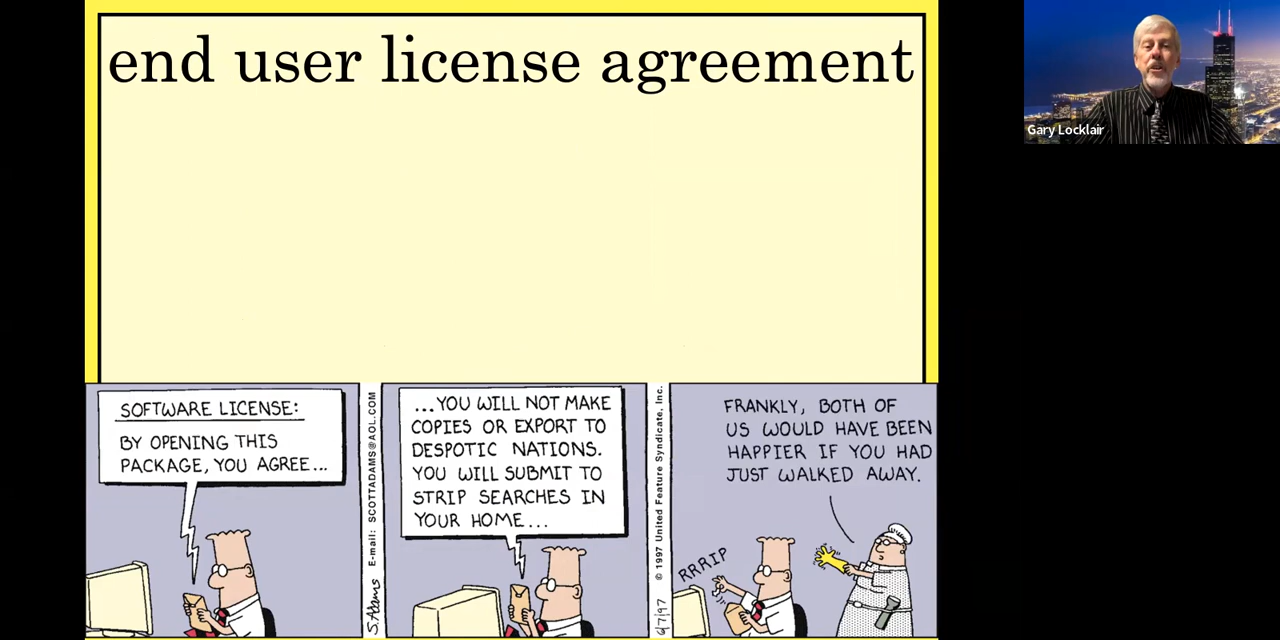 end user license agreement
Gary Locklair
SOFTWARE LICENSE:
BY OPENING THIS
PACKAGE, YOU AGREE...
S.Adams E-mail: SCOTTADAMS@AOL.COM
...YOU WILL NOT MAKE
COPIES OR EXPORT TO
DESPOTIC NATIONS.
YOU WILL SUBMIT TO
STRIP SEARCHES IN
YOUR HOME...
6/7/97 © 1997 United Feature Syndicate, Inc.
FRANKLY, BOTH OF
US WOULD HAVE BEEN
HAPPIER IF YOU HAD
JUST WALKED AWAY.
RRRIP